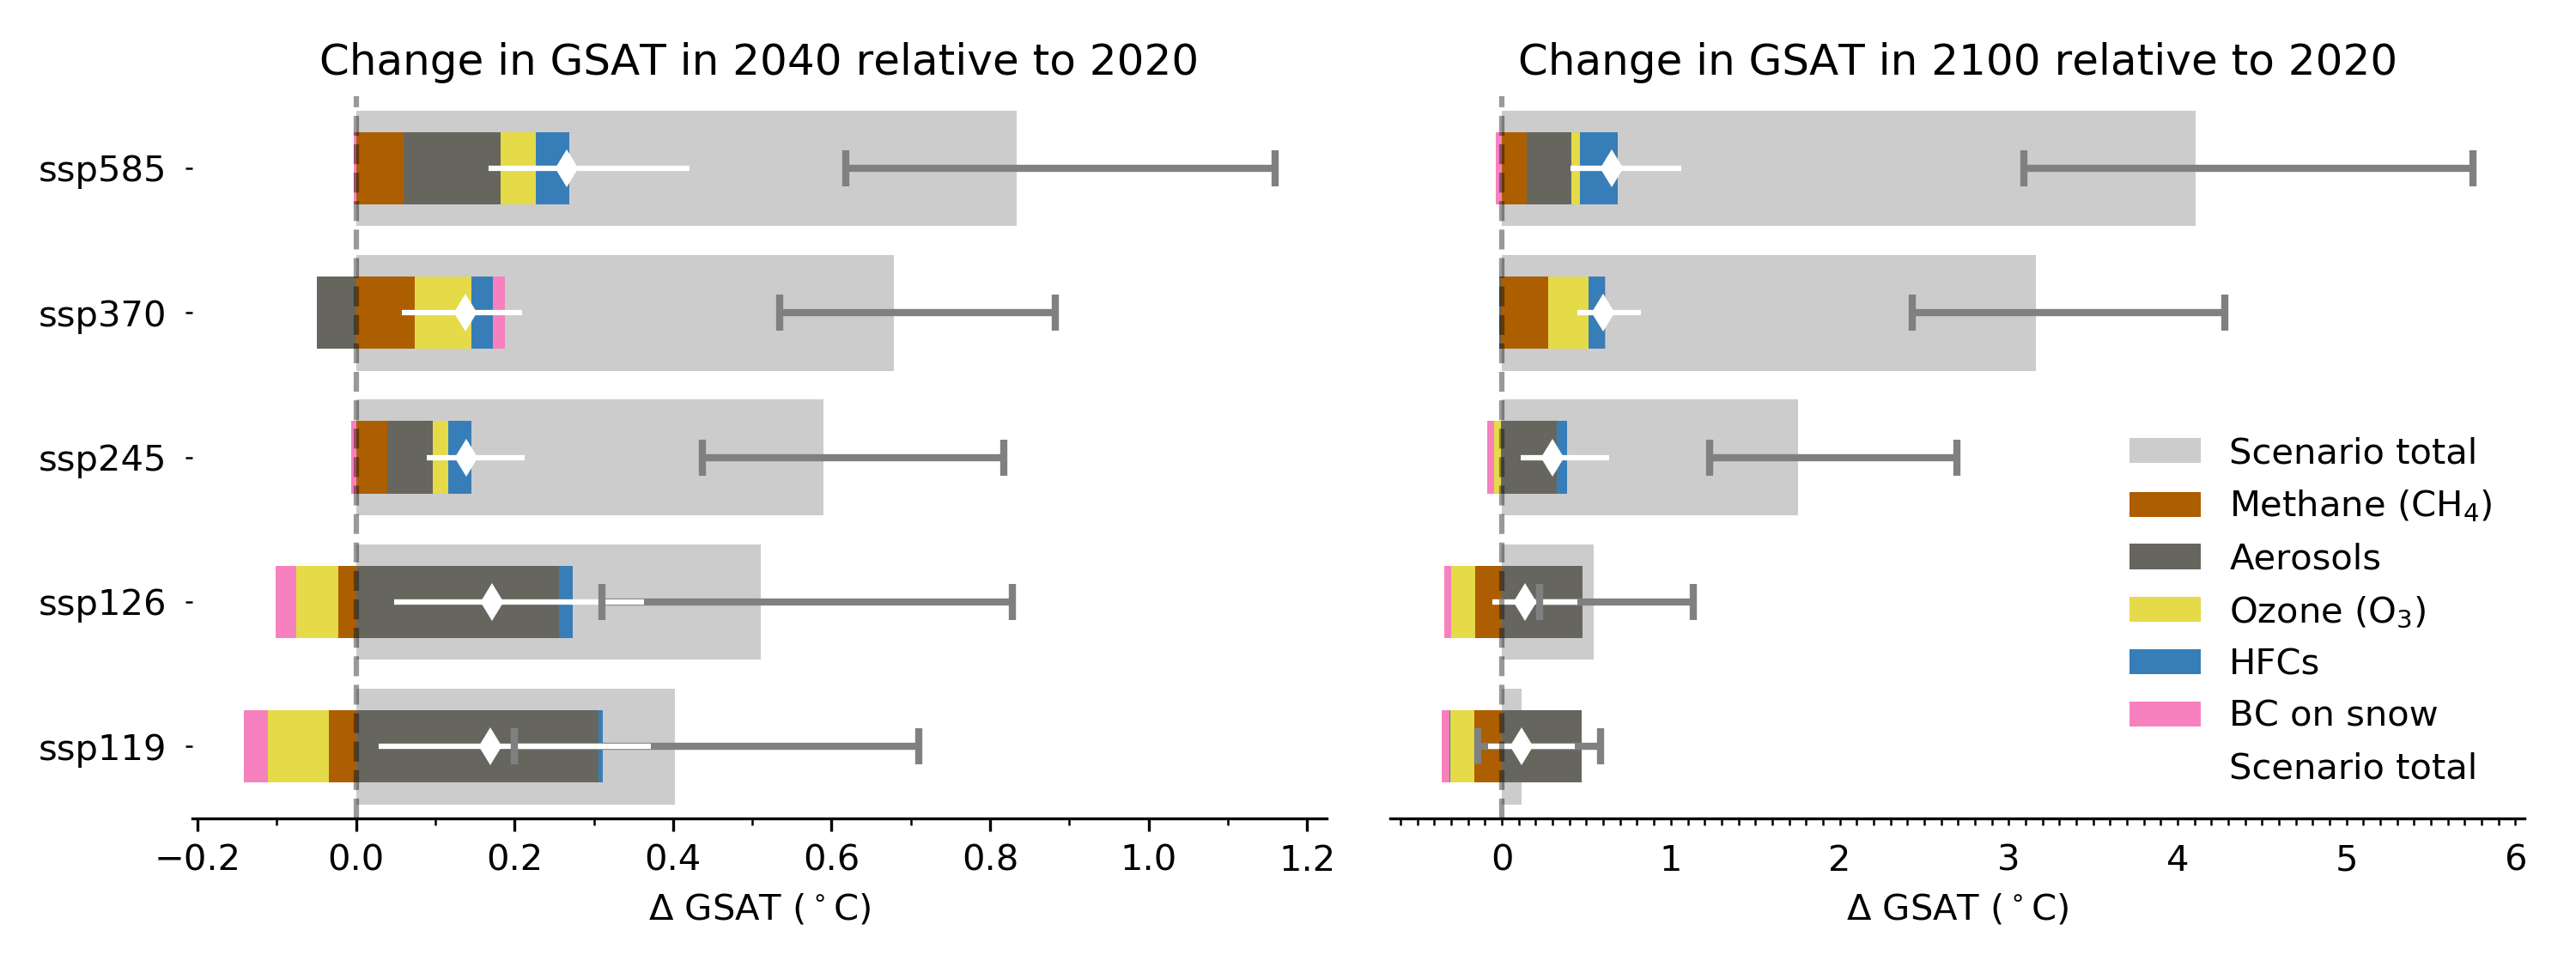 Change in GSAT in 2040 relative to 2020
ssp585
ssp370
ssp245
ssp126
ssp119
−0.2 0.0 0.2 0.4 0.6 0.8 1.0 1.2
Δ GSAT (°C)
Change in GSAT in 2100 relative to 2020
Scenario total
Methane (CH₄)
Aerosols
Ozone (O₃)
HFCs
BC on snow
Scenario total
0 1 2 3 4 5 6
Δ GSAT (°C)